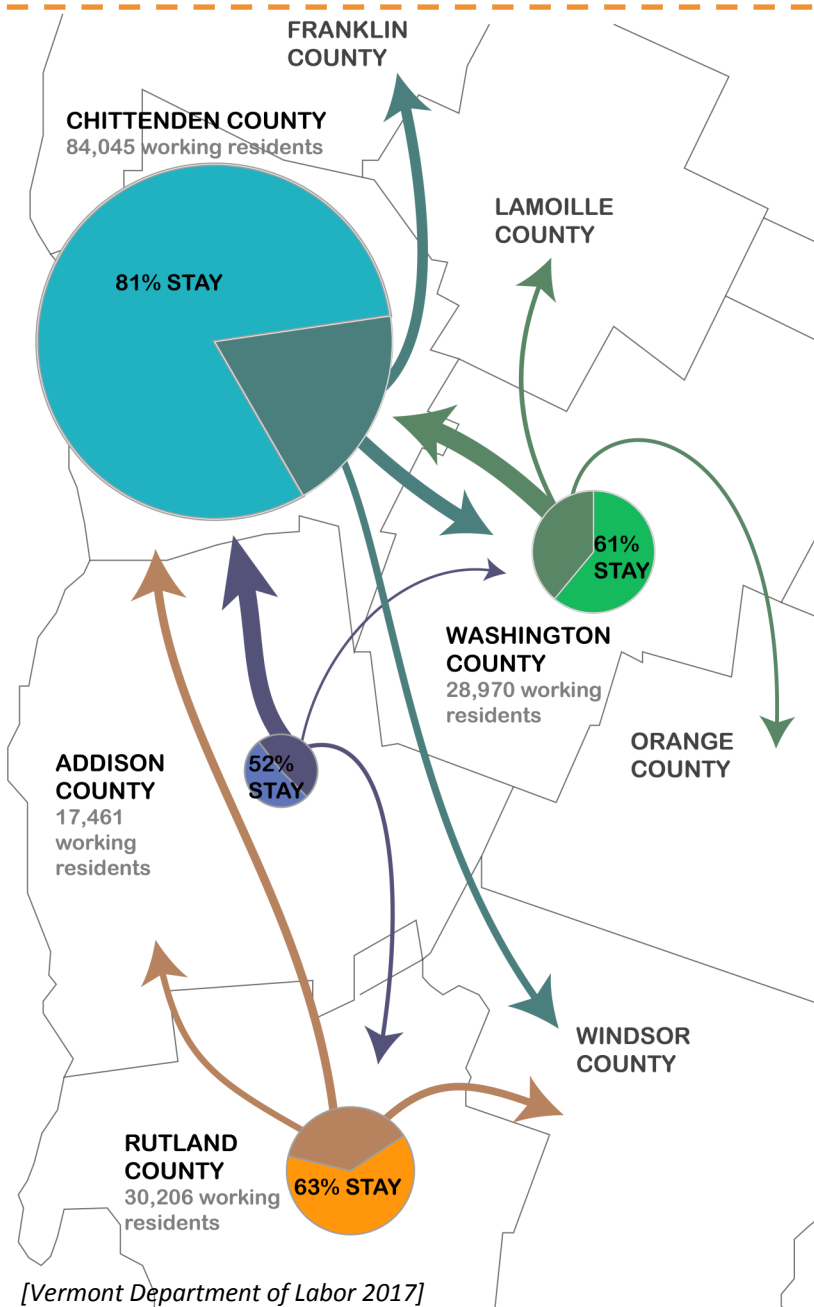 FRANKLIN
COUNTY
CHITTENDEN COUNTY
84,045 working residents
81% STAY
LAMOILLE
COUNTY
61%
STAY
WASHINGTON
COUNTY
28,970 working
residents
ORANGE
COUNTY
52%
STAY
ADDISON
COUNTY
17,461
working
residents
WINDSOR
COUNTY
RUTLAND
COUNTY
30,206 working
residents
63% STAY
[Vermont Department of Labor 2017]